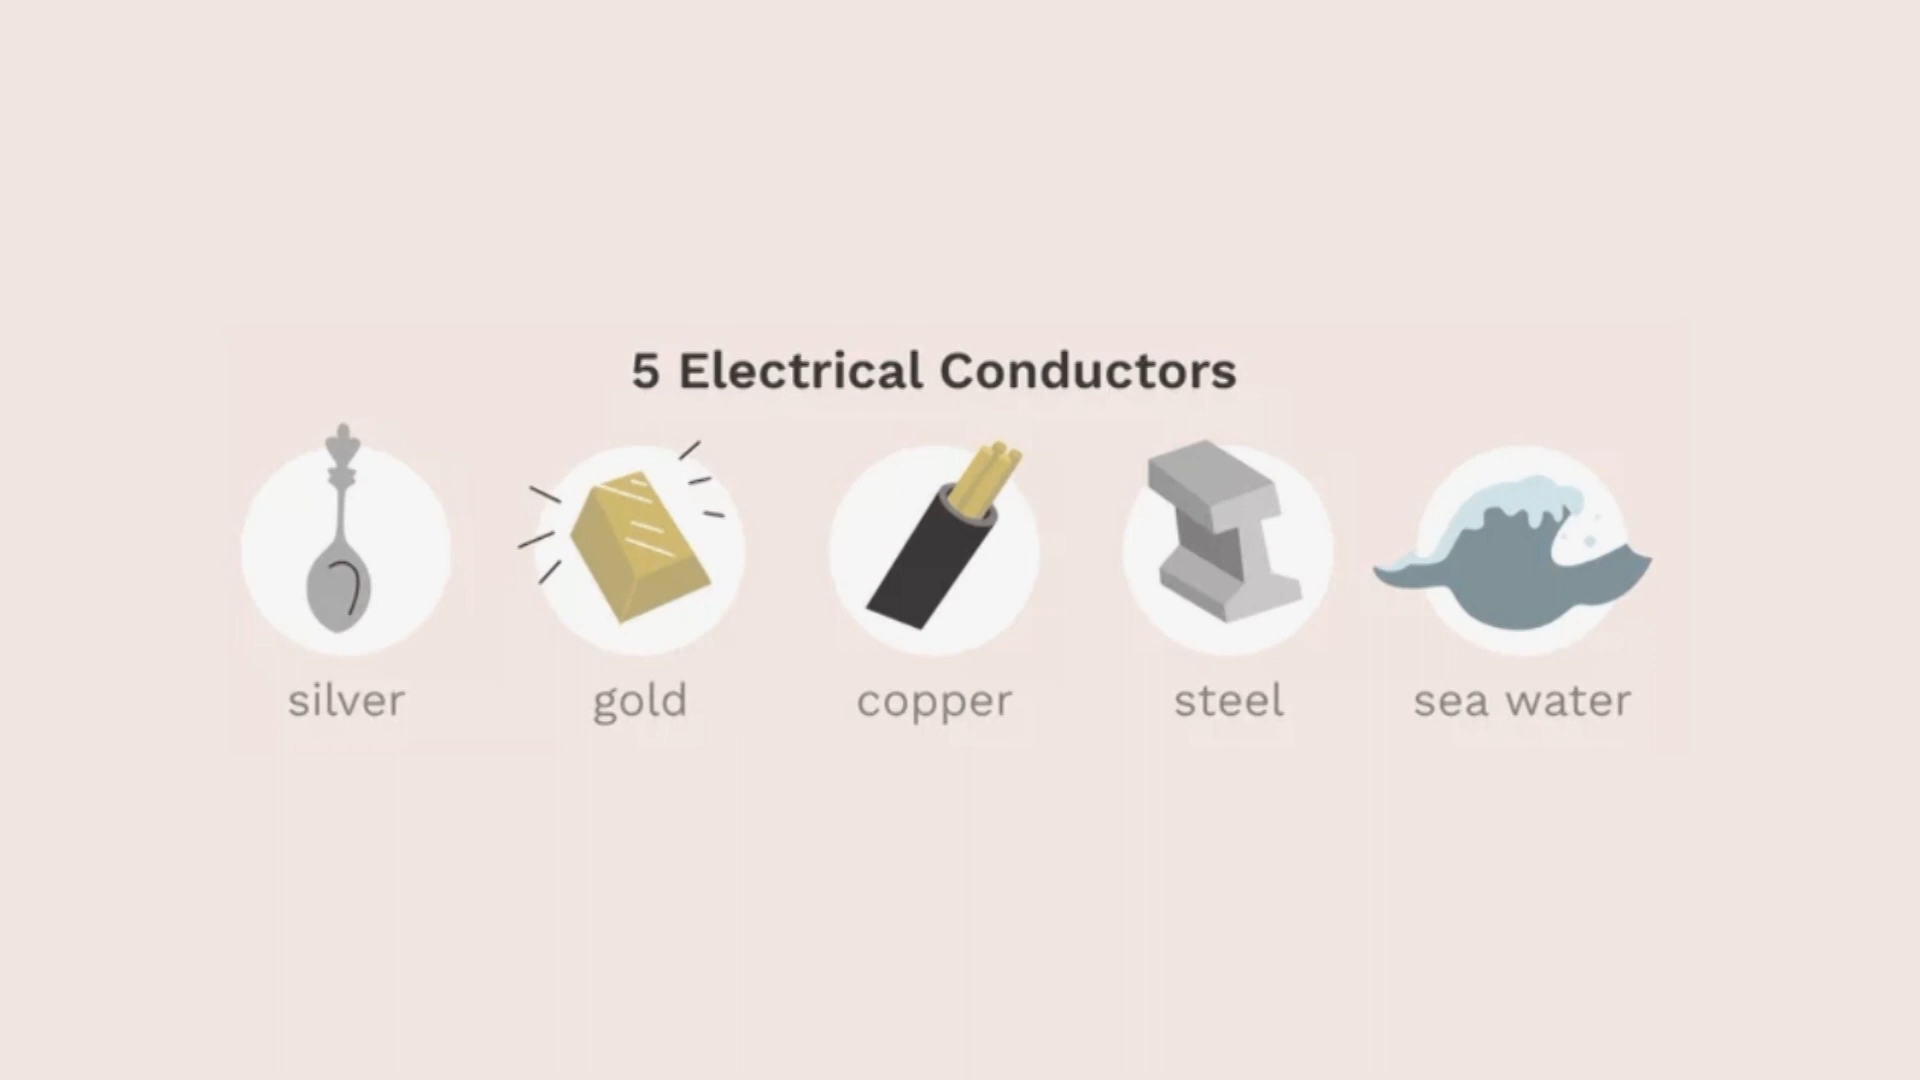 5 Electrical Conductors
silver
gold
copper
steel
sea water